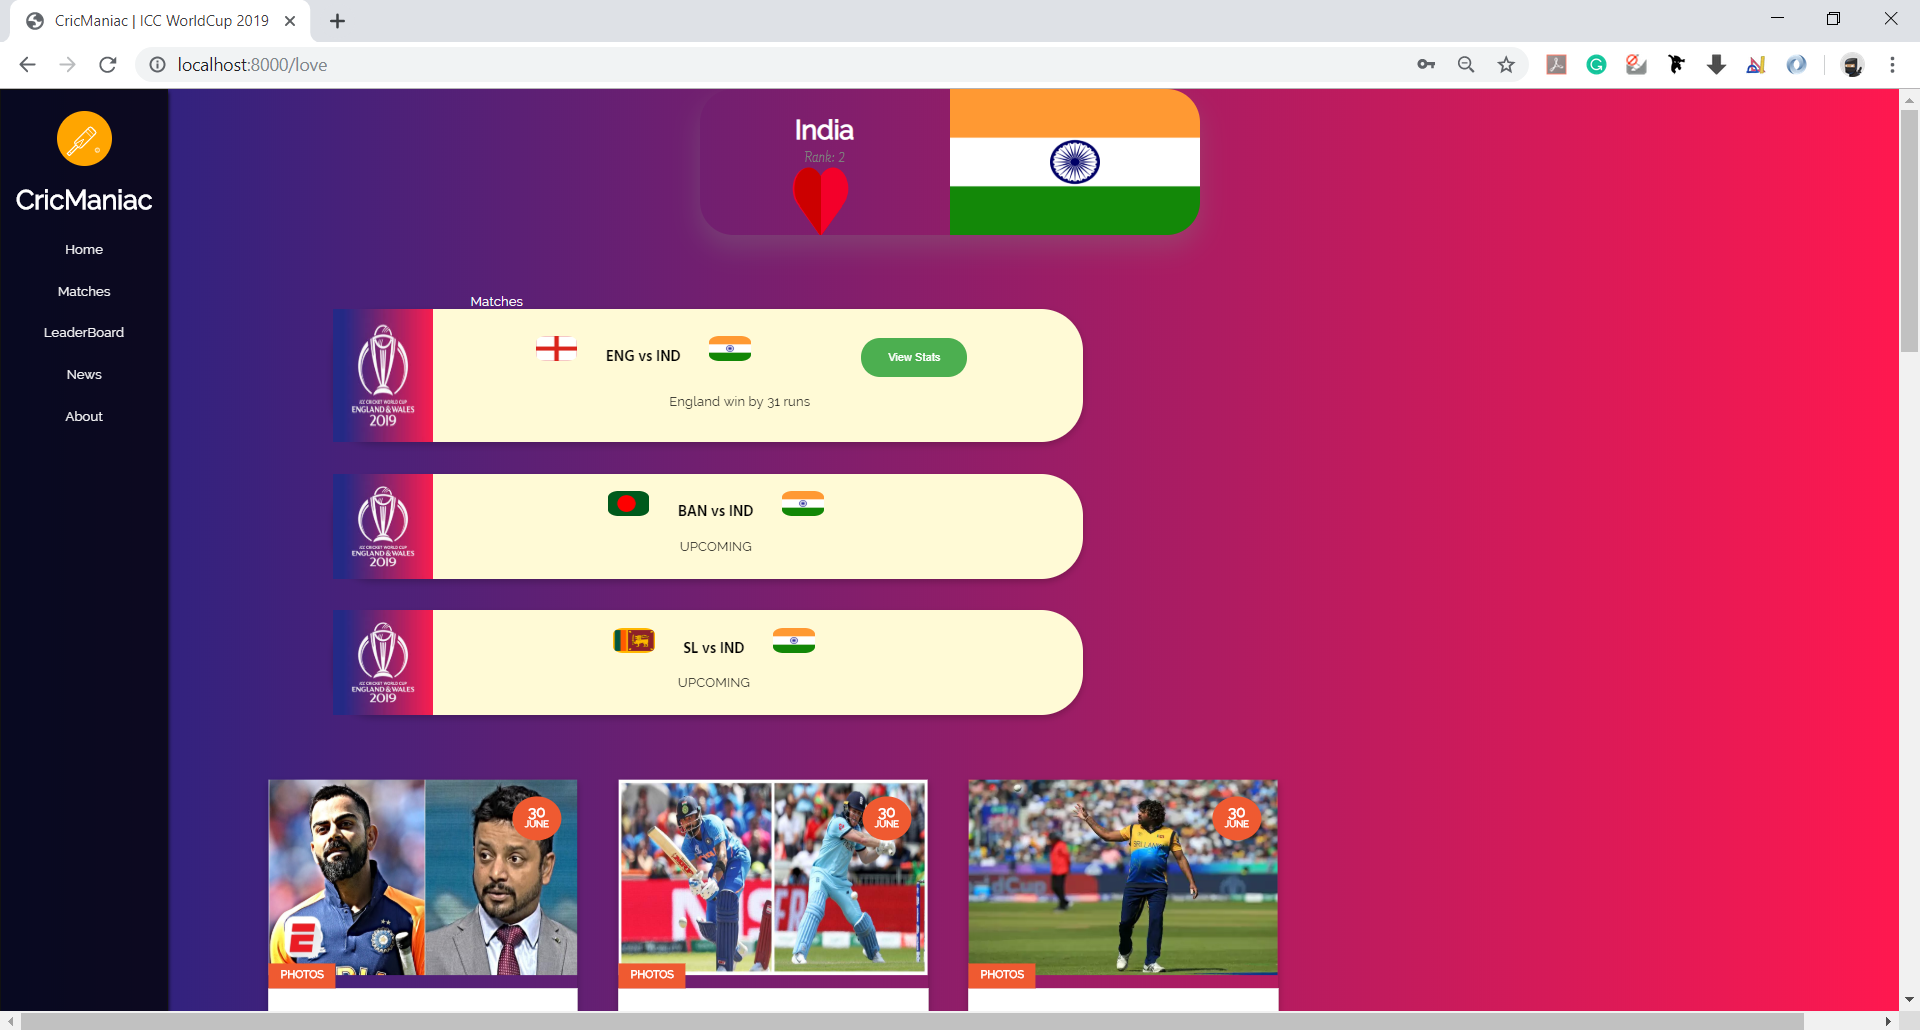 CricManiac | ICC WorldCup 2019
localhost:8000/love
CricManiac
Home
Matches
LeaderBoard
News
About
India
Rank: 2
Matches
ICC CRICKET WORLD CUP
ENGLAND & WALES
2019
ENG vs IND
View Stats
England win by 31 runs
ICC CRICKET WORLD CUP
ENGLAND & WALES
2019
BAN vs IND
UPCOMING
ICC CRICKET WORLD CUP
ENGLAND & WALES
2019
SL vs IND
UPCOMING
30
JUNE
PHOTOS
30
JUNE
PHOTOS
30
JUNE
SRI LANKA
PHOTOS